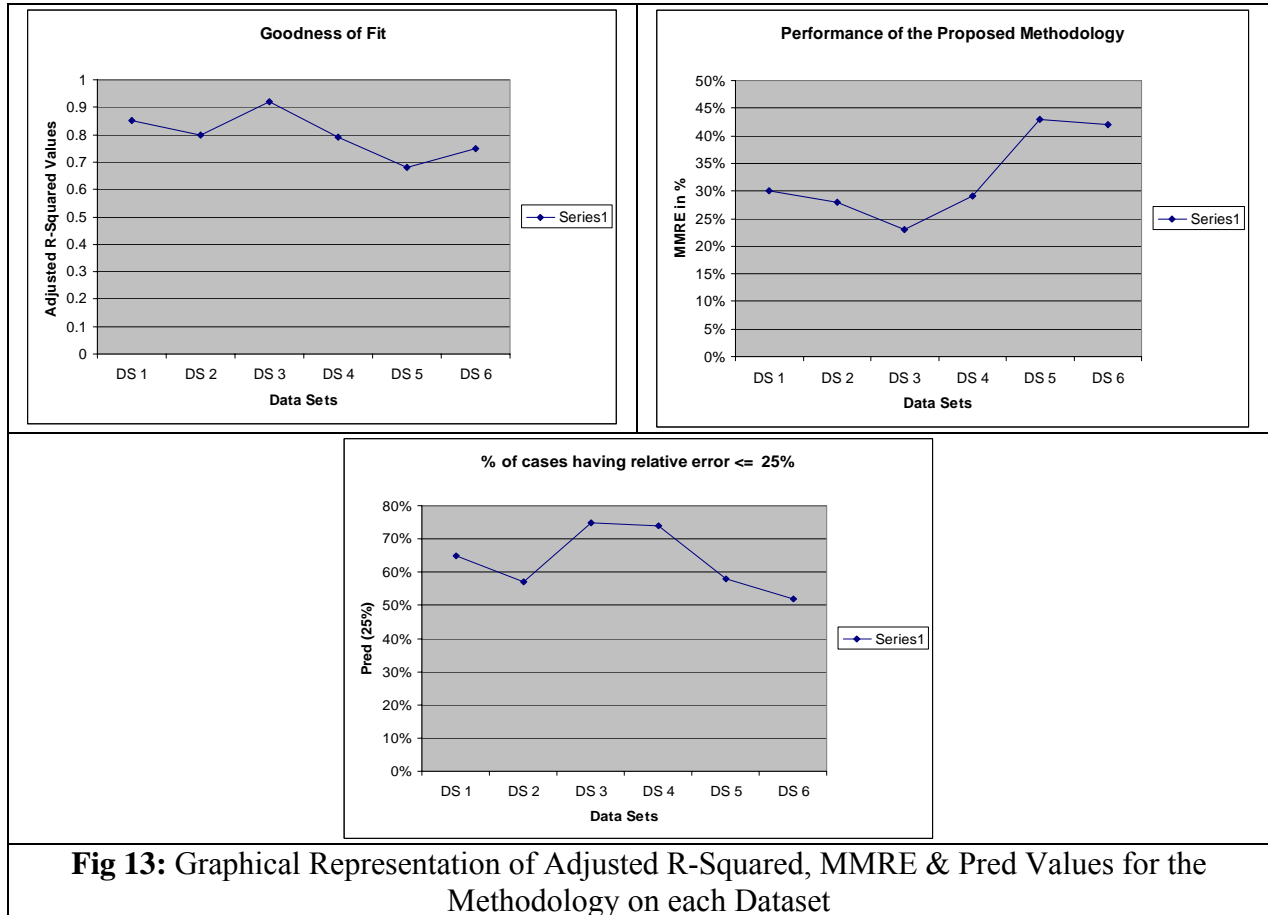 Goodness of Fit
1
0.9
0.8
0.7
0.6
0.5
0.4
0.3
0.2
0.1
0
Adjusted R-Squared Values
DS 1 DS 2 DS 3 DS 4 DS 5 DS 6
Data Sets
Series1
Performance of the Proposed Methodology
50%
45%
40%
35%
30%
25%
20%
15%
10%
5%
0%
MMRE in %
DS 1 DS 2 DS 3 DS 4 DS 5 DS 6
Data Sets
Series1
% of cases having relative error <= 25%
80%
70%
60%
50%
40%
30%
20%
10%
0%
Pred (25%)
DS 1 DS 2 DS 3 DS 4 DS 5 DS 6
Data Sets
Series1
Fig 13: Graphical Representation of Adjusted R-Squared, MMRE & Pred Values for the
Methodology on each Dataset